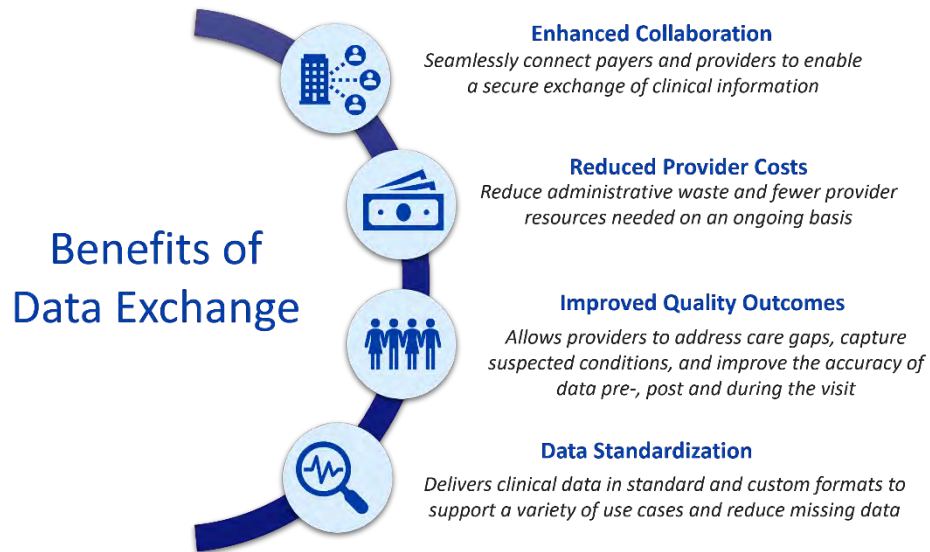 Benefits of
Data Exchange
Enhanced Collaboration
Seamlessly connect payers and providers to enable
a secure exchange of clinical information
Reduced Provider Costs
Reduce administrative waste and fewer provider
resources needed on an ongoing basis
Improved Quality Outcomes
Allows providers to address care gaps, capture
suspected conditions, and improve the accuracy of
data pre-, post and during the visit
Data Standardization
Delivers clinical data in standard and custom formats to
support a variety of use cases and reduce missing data